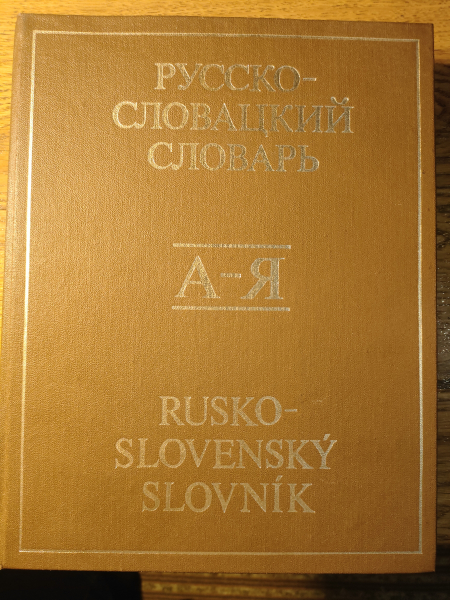 РУССКО-
СЛОВАЦКИЙ
СЛОВАРЬ
А—Я
RUSKO-
SLOVENSKÝ
SLOVNÍK